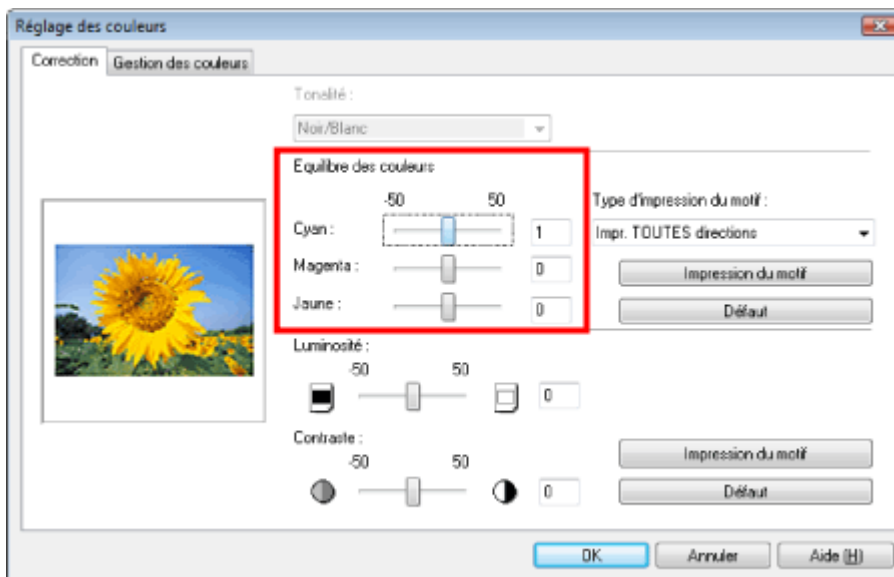 Réglage des couleurs
Correction
Gestion des couleurs
Tonalité :
Noir/Blanc
Equilibre des couleurs
-50 50
Cyan : 1
Magenta : 0
Jaune : 0
Type d'impression du motif :
Impr. TOUTES directions
Impression du motif
Défaut
Luminosité :
-50 50
0
Contraste :
-50 50
0
Impression du motif
Défaut
OK
Annuler
Aide (H)